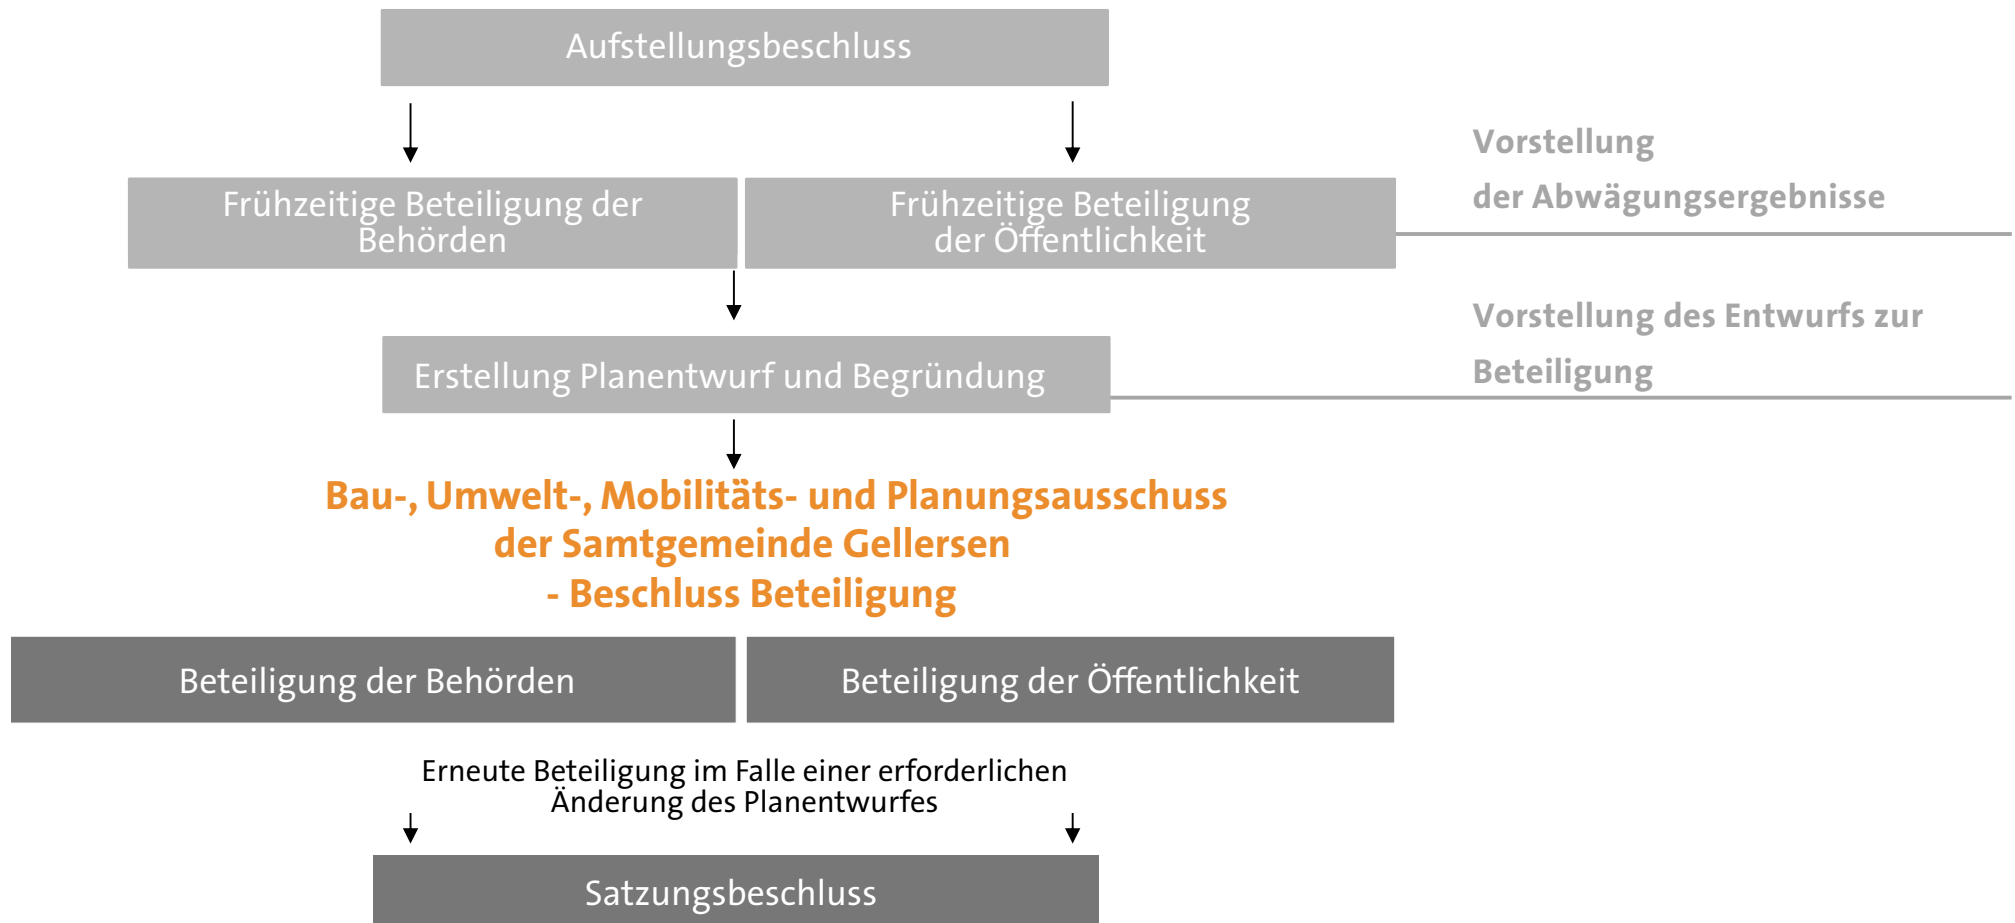 Aufstellungsbeschluss
Frühzeitige Beteiligung der
Behörden
Frühzeitige Beteiligung
der Öffentlichkeit
Vorstellung
der Abwägungsergebnisse
Erstellung Planentwurf und Begründung
Vorstellung des Entwurfs zur
Beteiligung
Bau-, Umwelt-, Mobilitäts- und Planungsausschuss
der Samtgemeinde Gellersen
- Beschluss Beteiligung
Beteiligung der Behörden
Beteiligung der Öffentlichkeit
Erneute Beteiligung im Falle einer erforderlichen
Änderung des Planentwurfes
Satzungsbeschluss